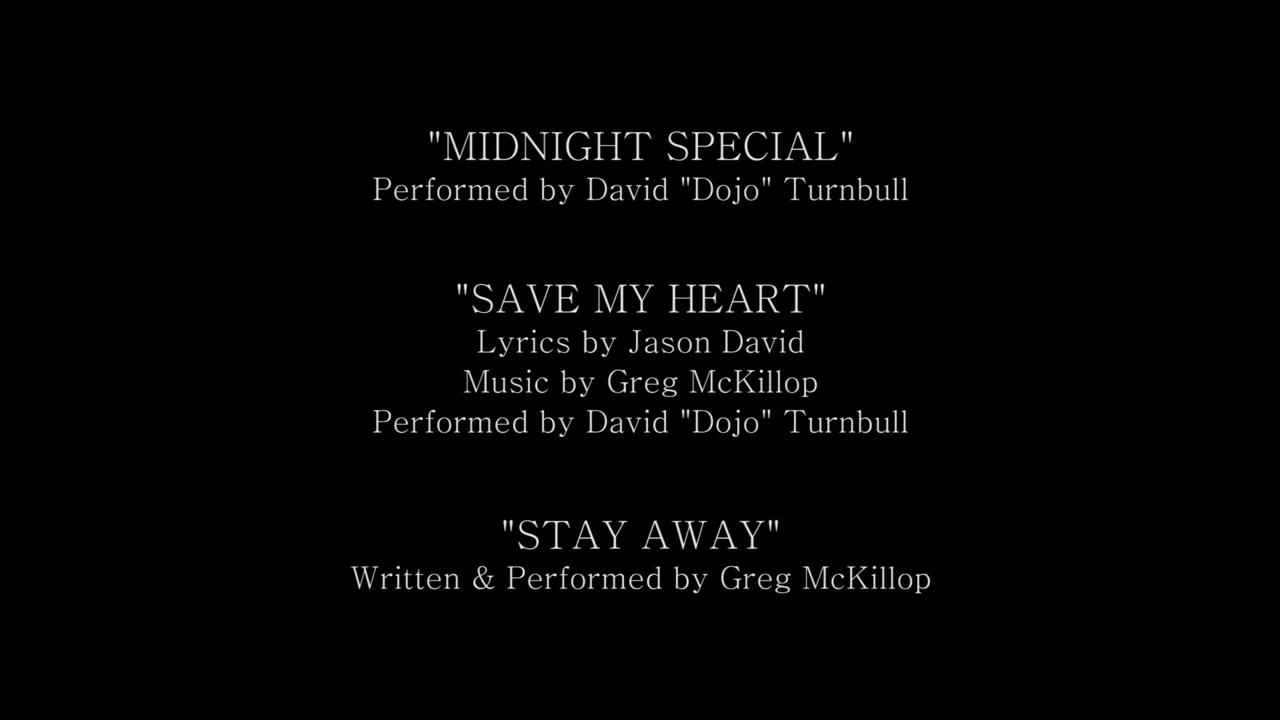 "MIDNIGHT SPECIAL"
Performed by David "Dojo" Turnbull
"SAVE MY HEART"
Lyrics by Jason David
Music by Greg McKillop
Performed by David "Dojo" Turnbull
"STAY AWAY"
Written & Performed by Greg McKillop